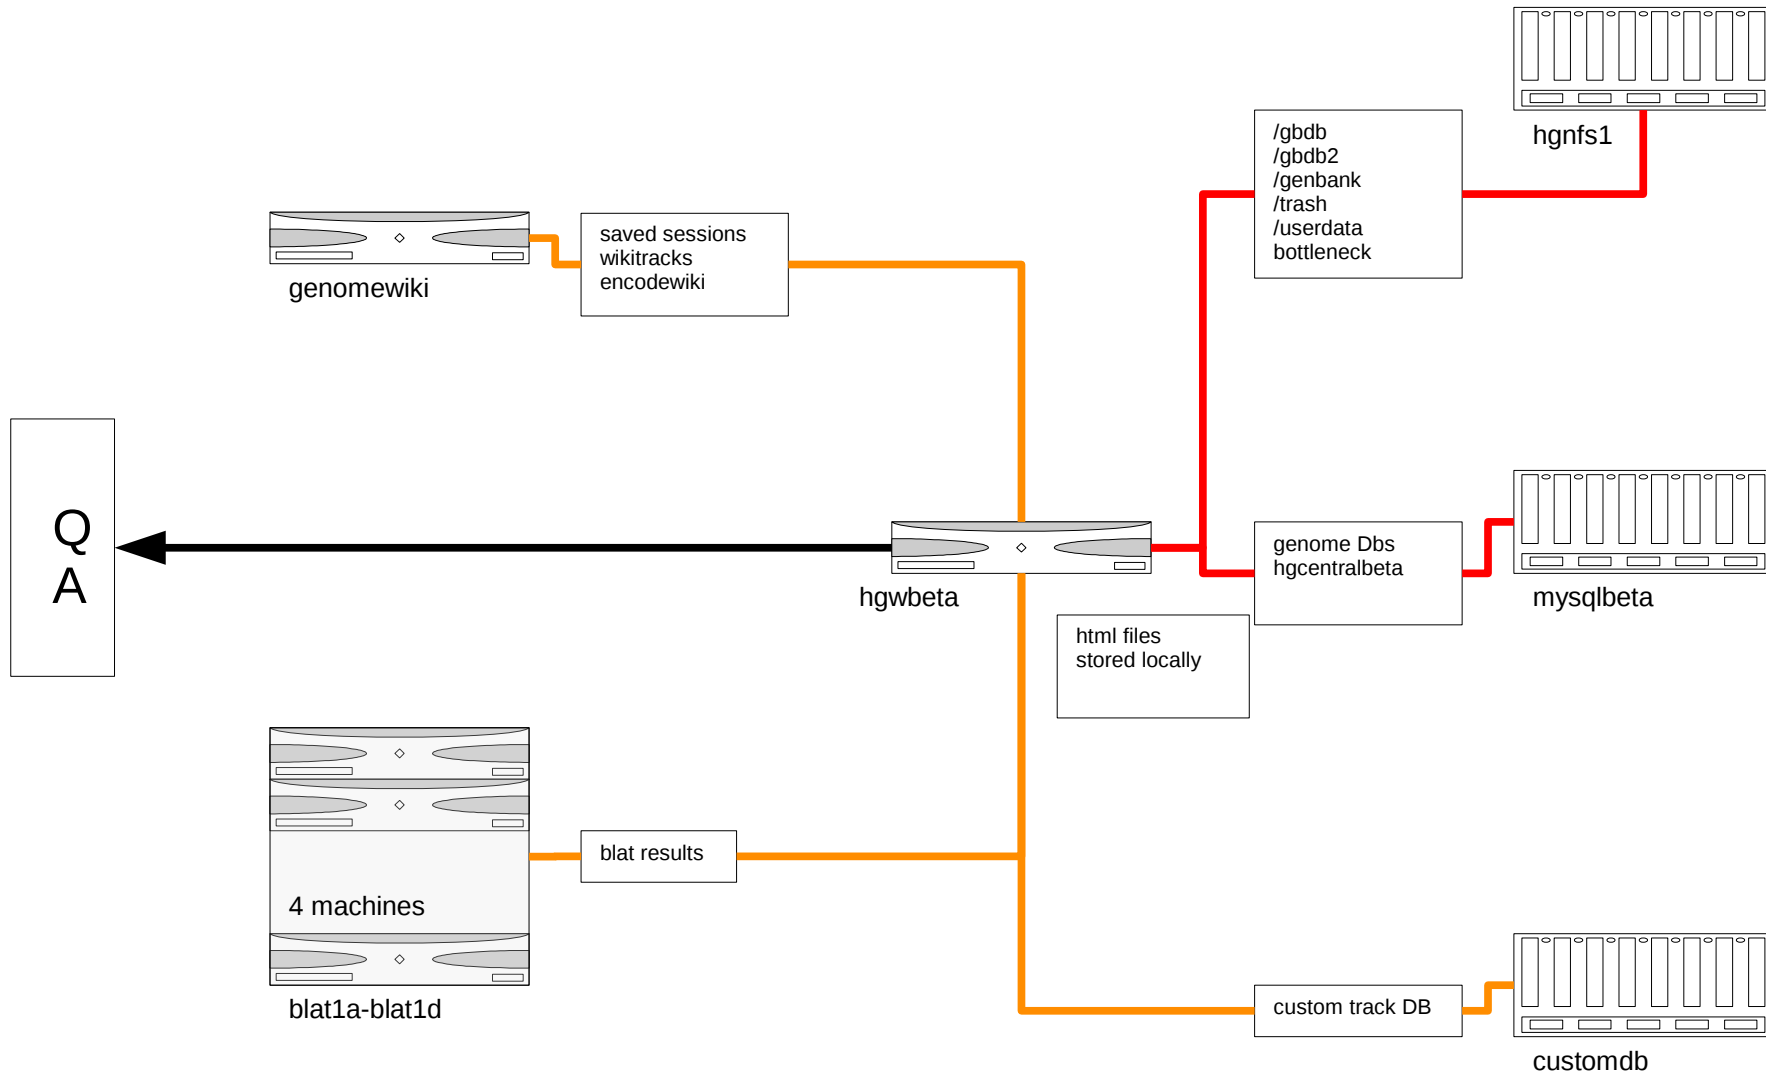 hgnfs1
/gbdb
/gbdb2
/genbank
/trash
/userdata
bottleneck
saved sessions
wikitracks
encodewiki
genomewiki
Q
A
hgwbeta
genome Dbs
hgcentralbeta
mysqlbeta
html files
stored locally
blat results
4 machines
blat1a-blat1d
custom track DB
customdb